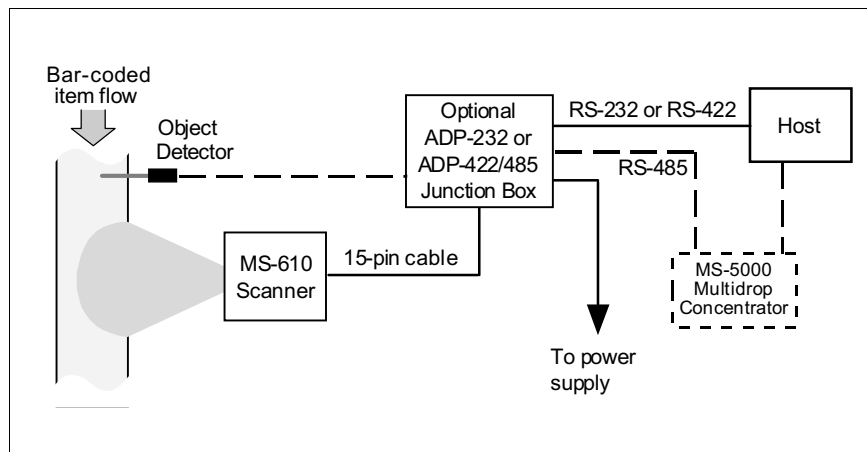 Bar-coded
item flow
Object
Detector
Optional
ADP-232 or
ADP-422/485
Junction Box
RS-232 or RS-422
Host
RS-485
MS-610
Scanner
15-pin cable
MS-5000
Multidrop
Concentrator
To power
supply